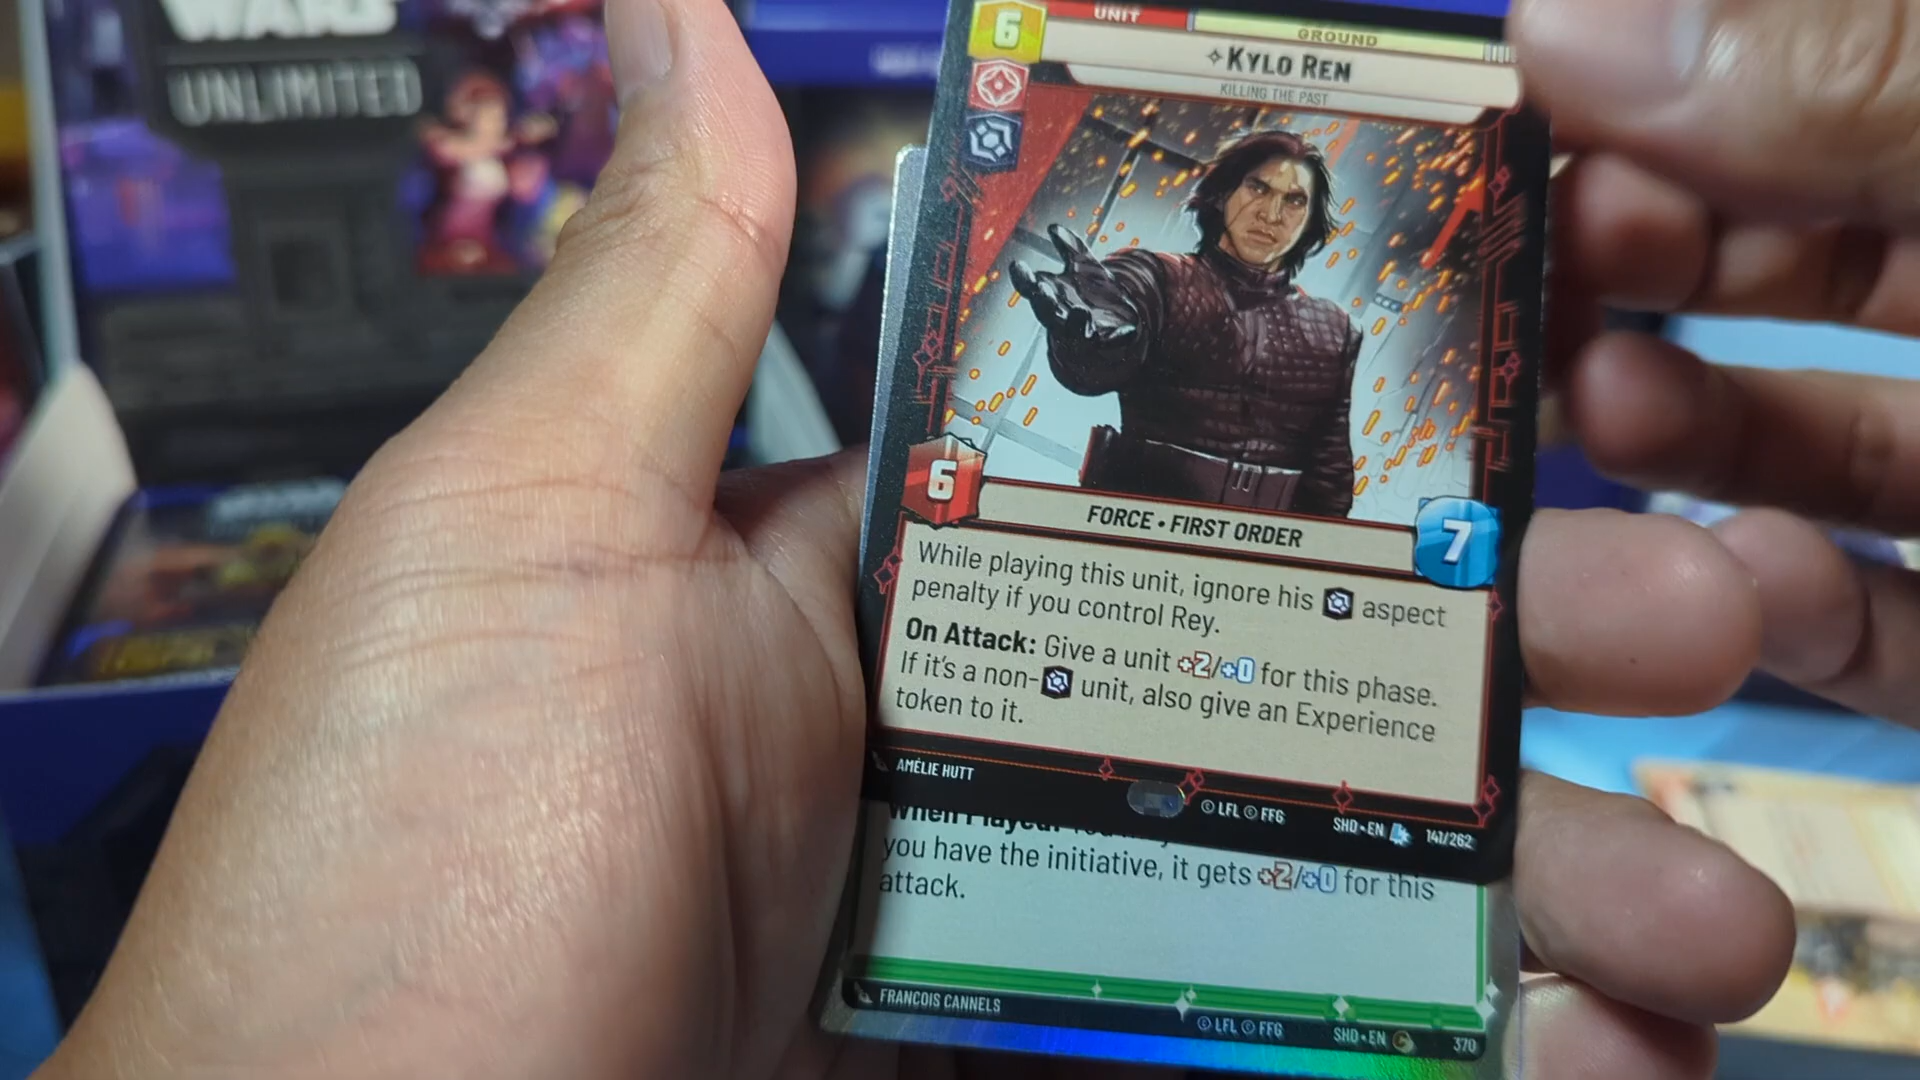 WARS
UNLIMITED
6
UNIT
GROUND
KYLO REN
KILLING THE PAST
6
FORCE • FIRST ORDER
7
While playing this unit, ignore his aspect
penalty if you control Rey.
On Attack: Give a unit +2/+0 for this phase.
If it's a non- unit, also give an Experience
token to it.
AMÉLIE HUTT
© LFL © FFG
SHD • EN
141/262
When Played:
you have the initiative, it gets +2/+0 for this
attack.
FRANCOIS CANNELS
© LFL © FFG
SHD • EN
C
370